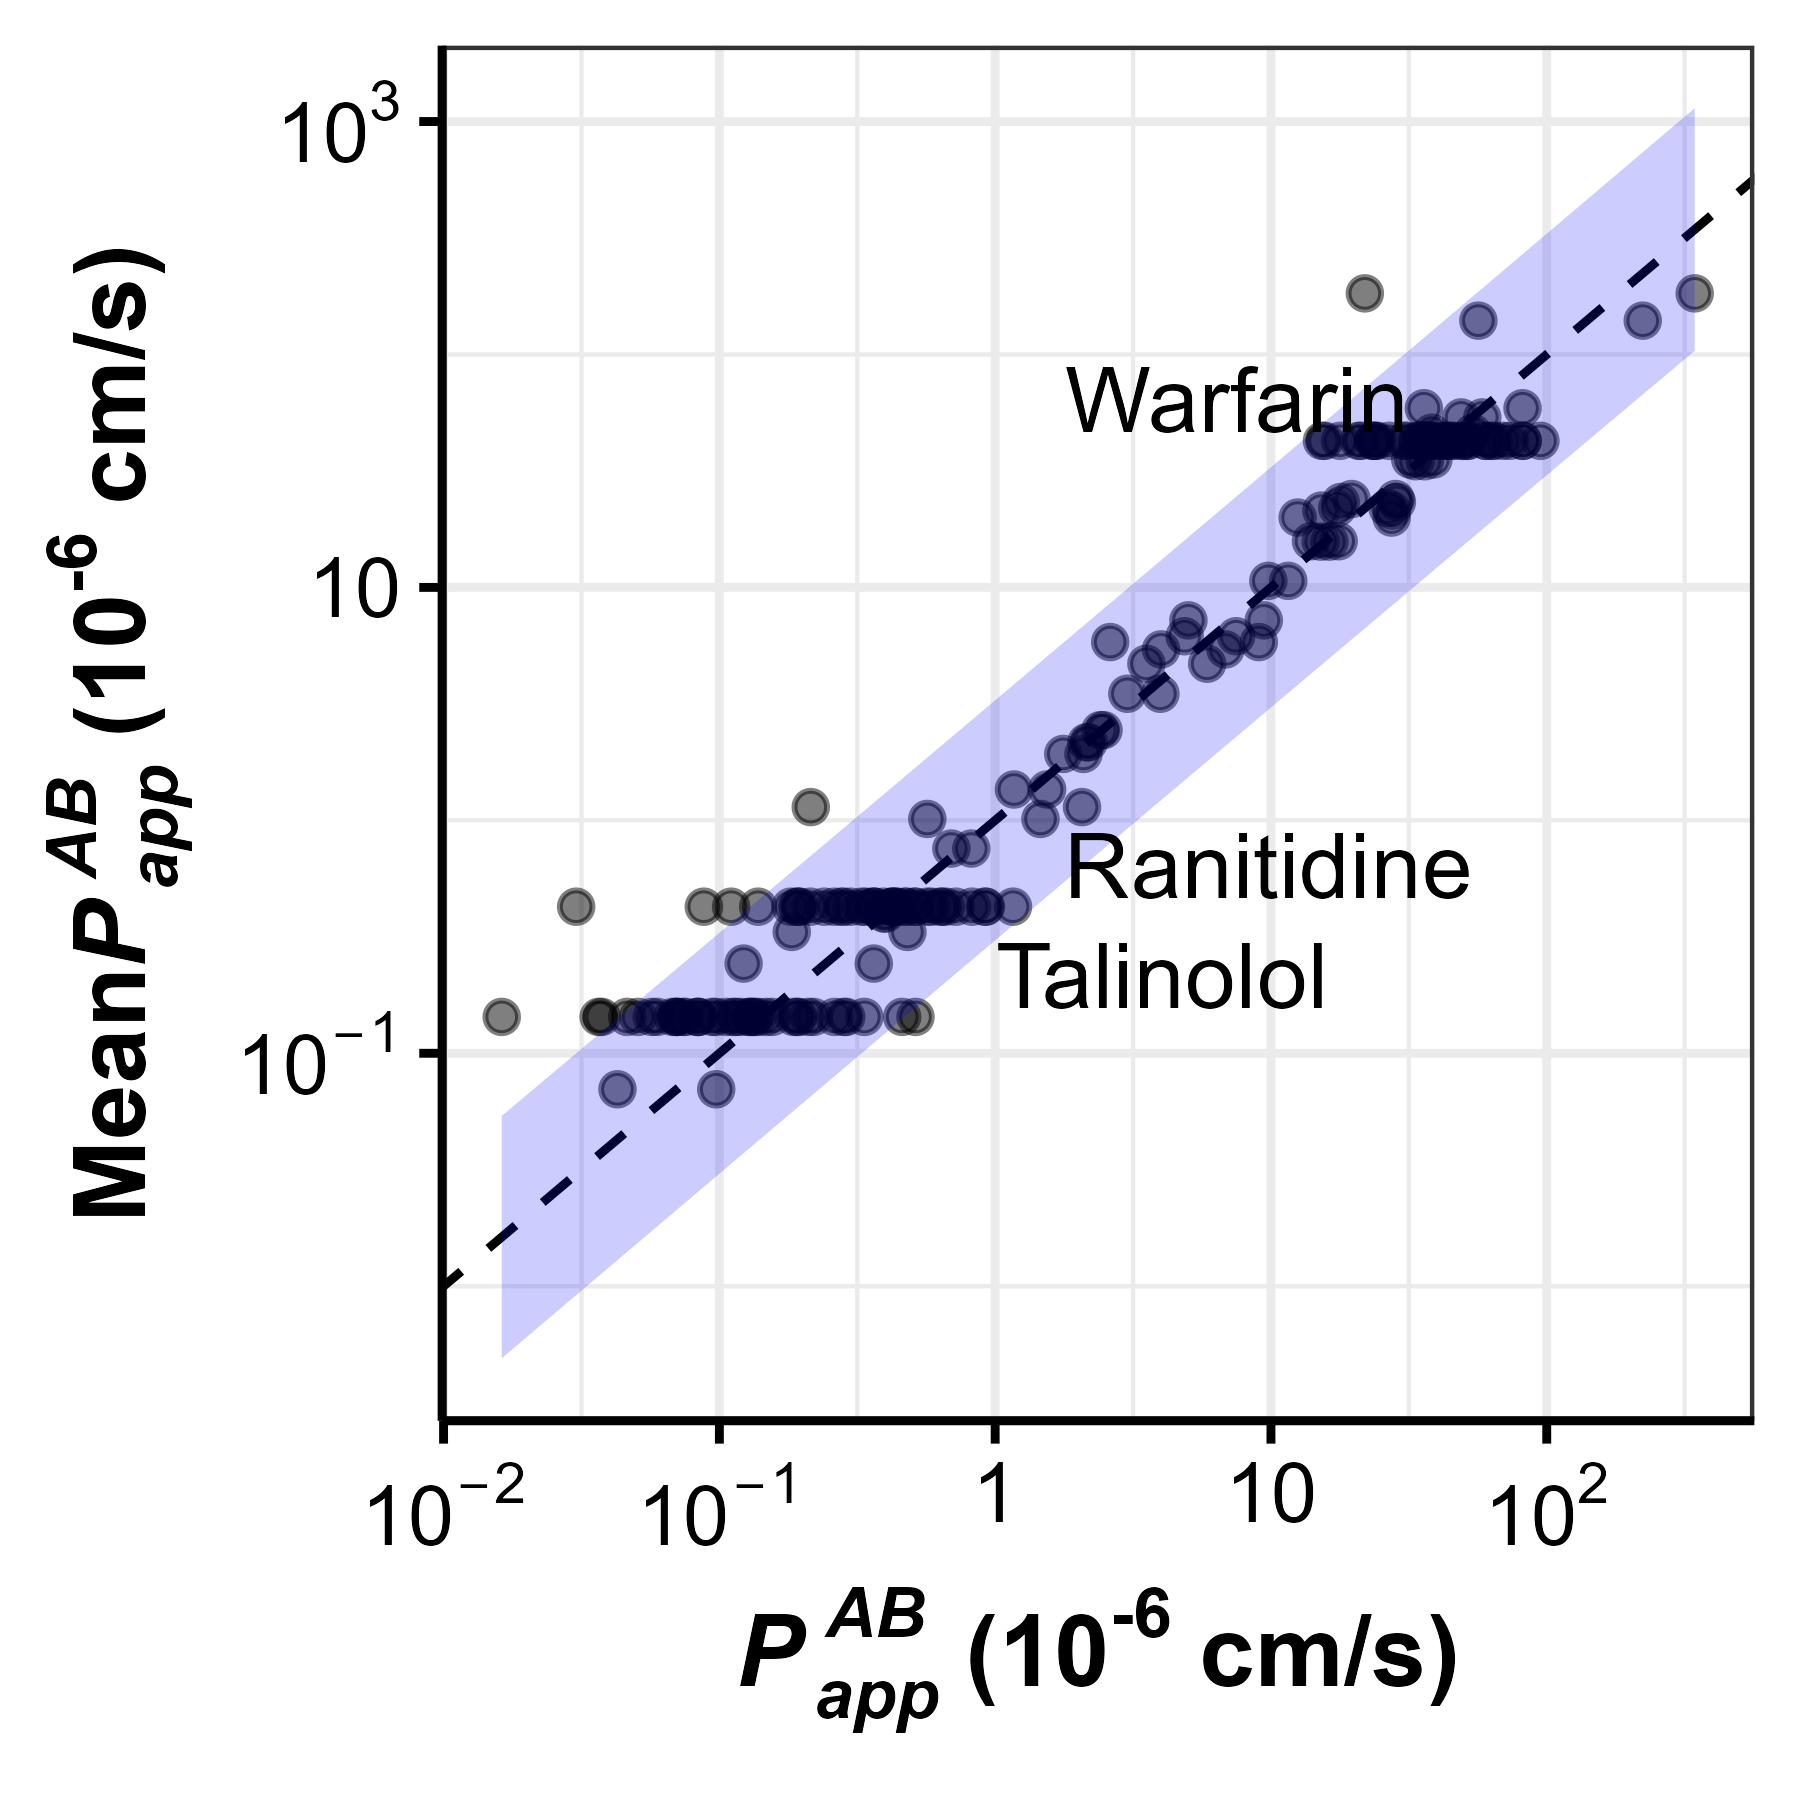 10³
10
10⁻¹
Mean P^AB_app (10⁻⁶ cm/s)
Warfarin
Ranitidine
Talinolol
10⁻² 10⁻¹ 1 10 10²
P^AB_app (10⁻⁶ cm/s)